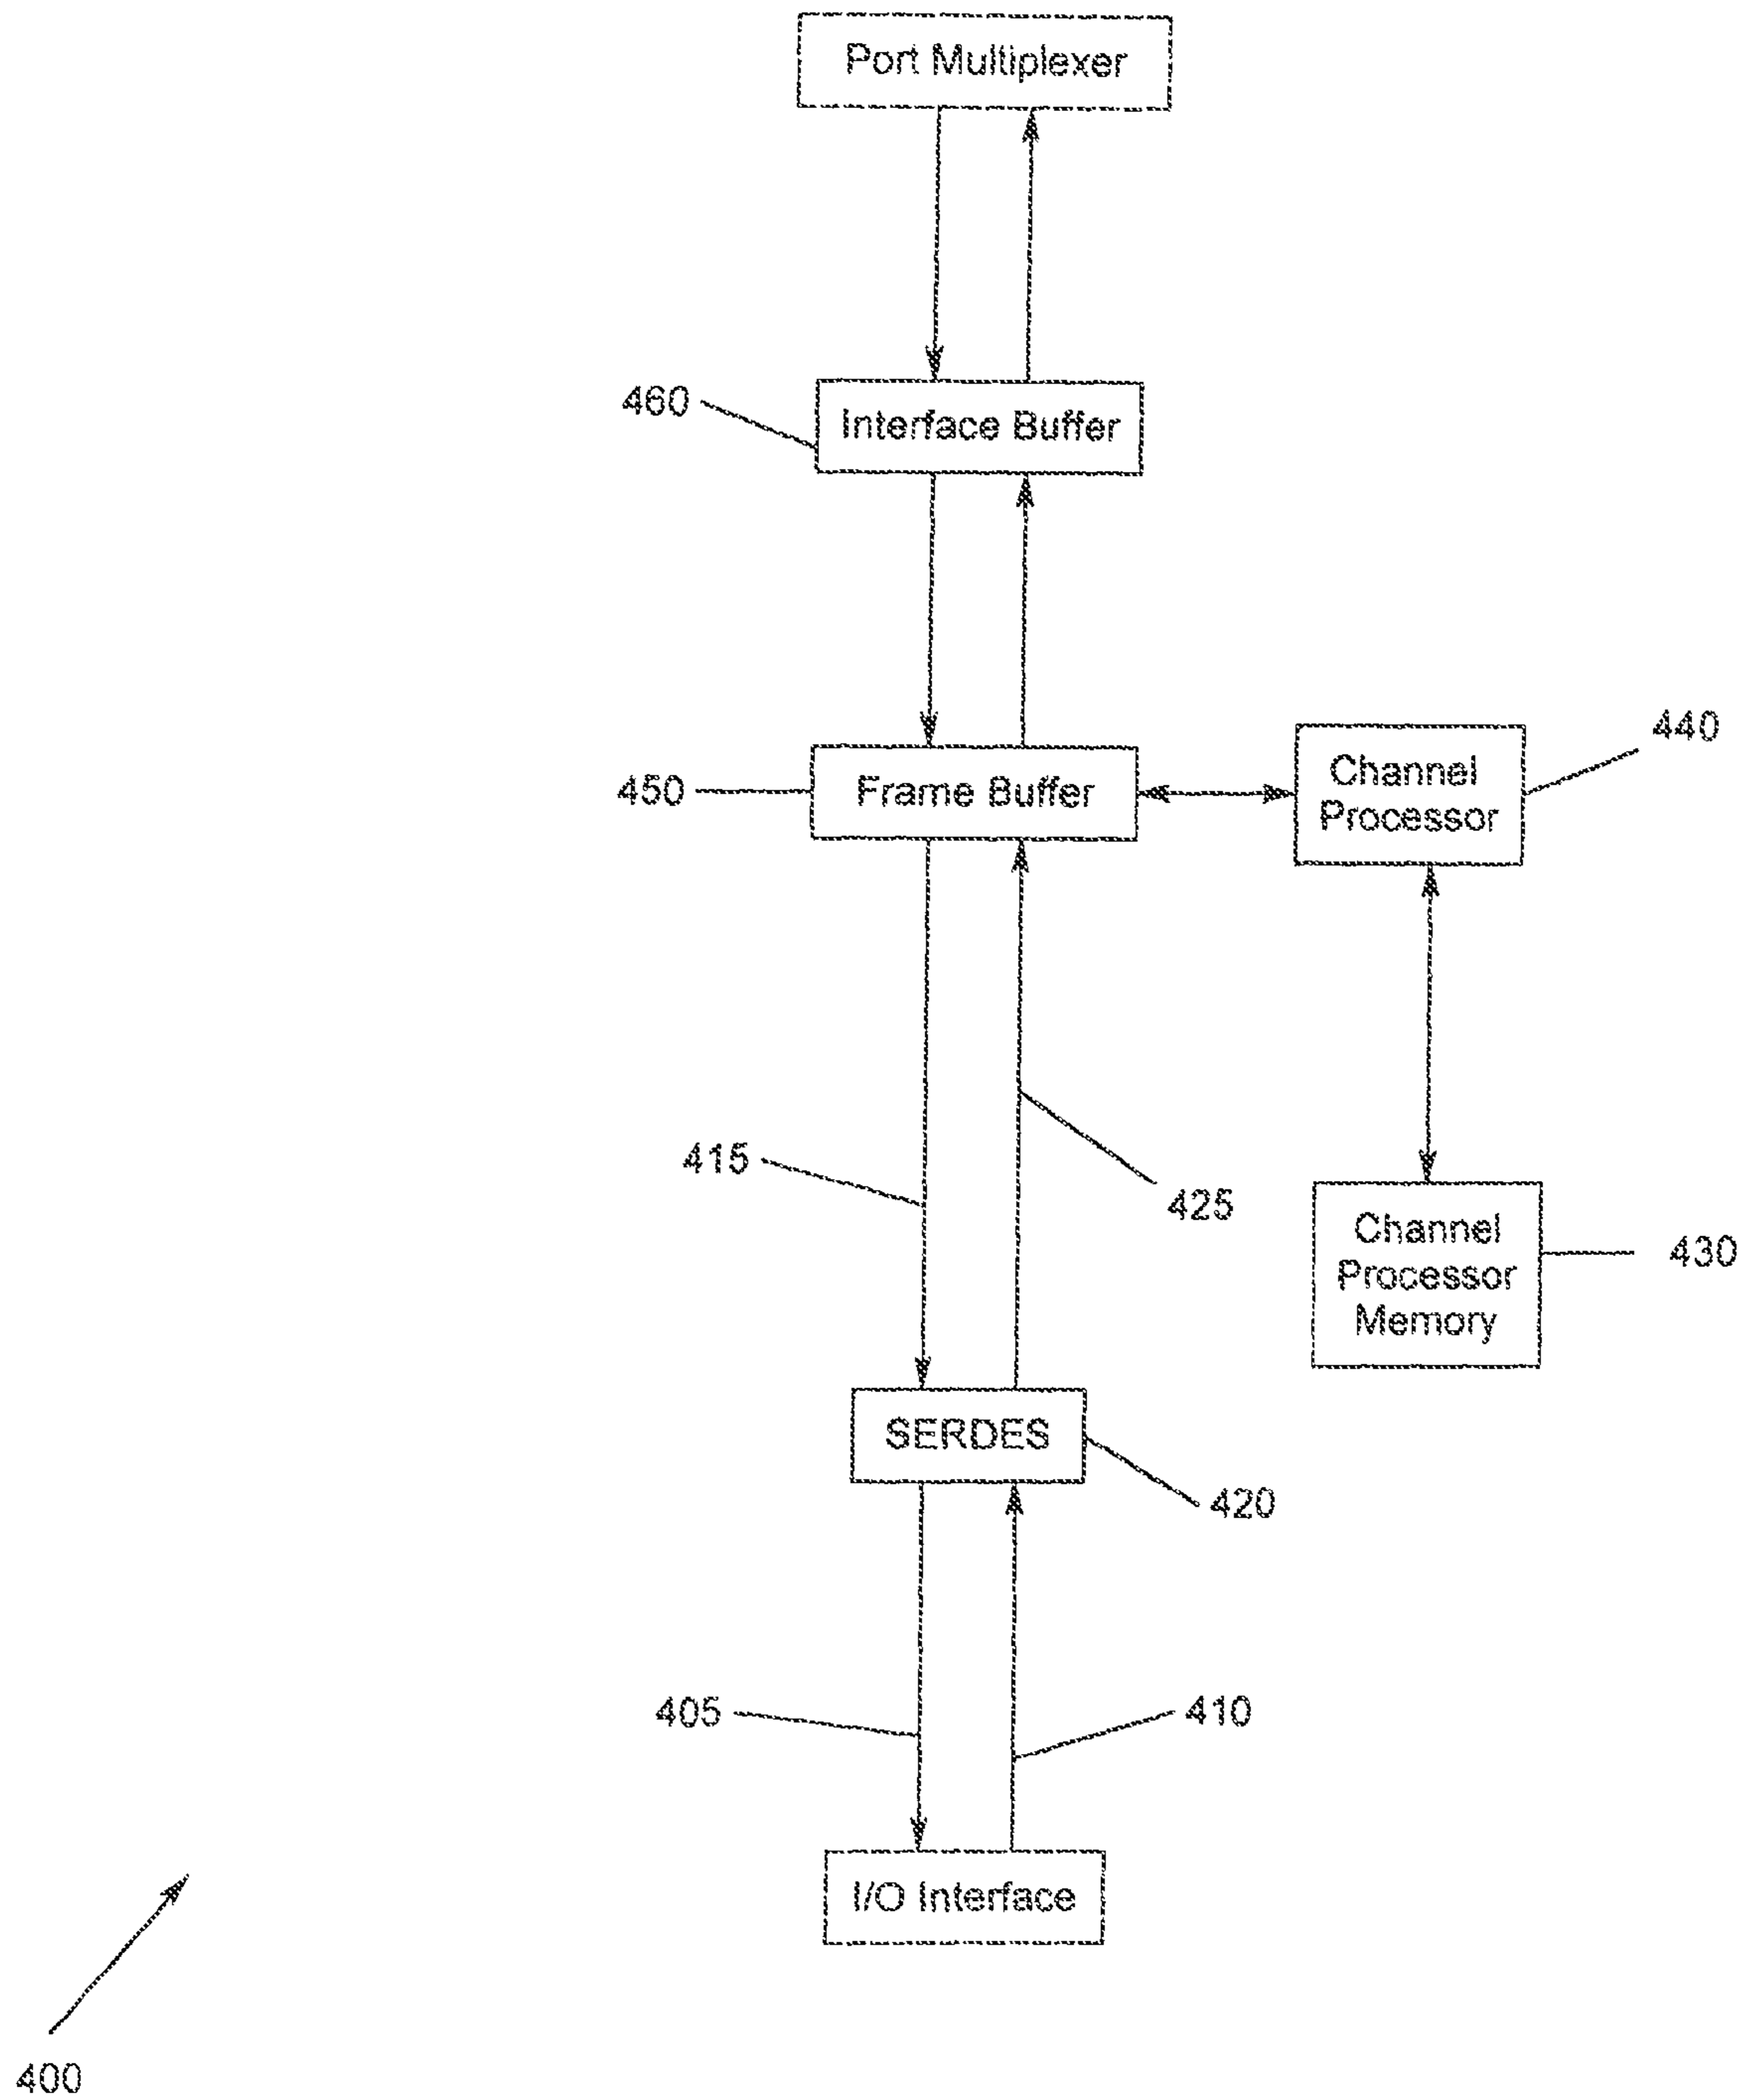 Port Multiplexer
460
Interface Buffer
450
Frame Buffer
Channel
Processor
440
415
425
Channel
Processor
Memory
430
SERDES
420
405
410
I/O Interface
400